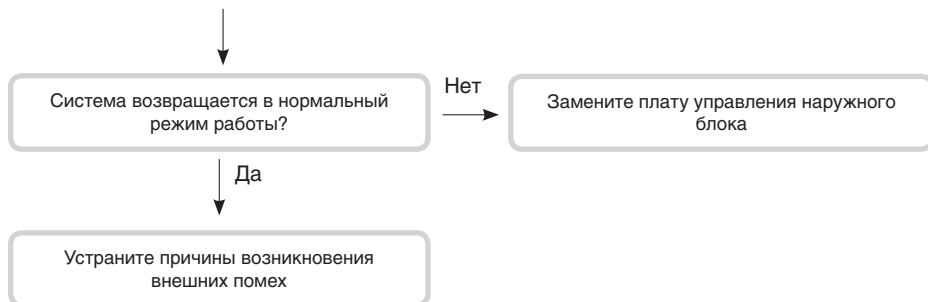 Система возвращается в нормальный
режим работы?
Нет
Замените плату управления наружного
блока
Да
Устраните причины возникновения
внешних помех